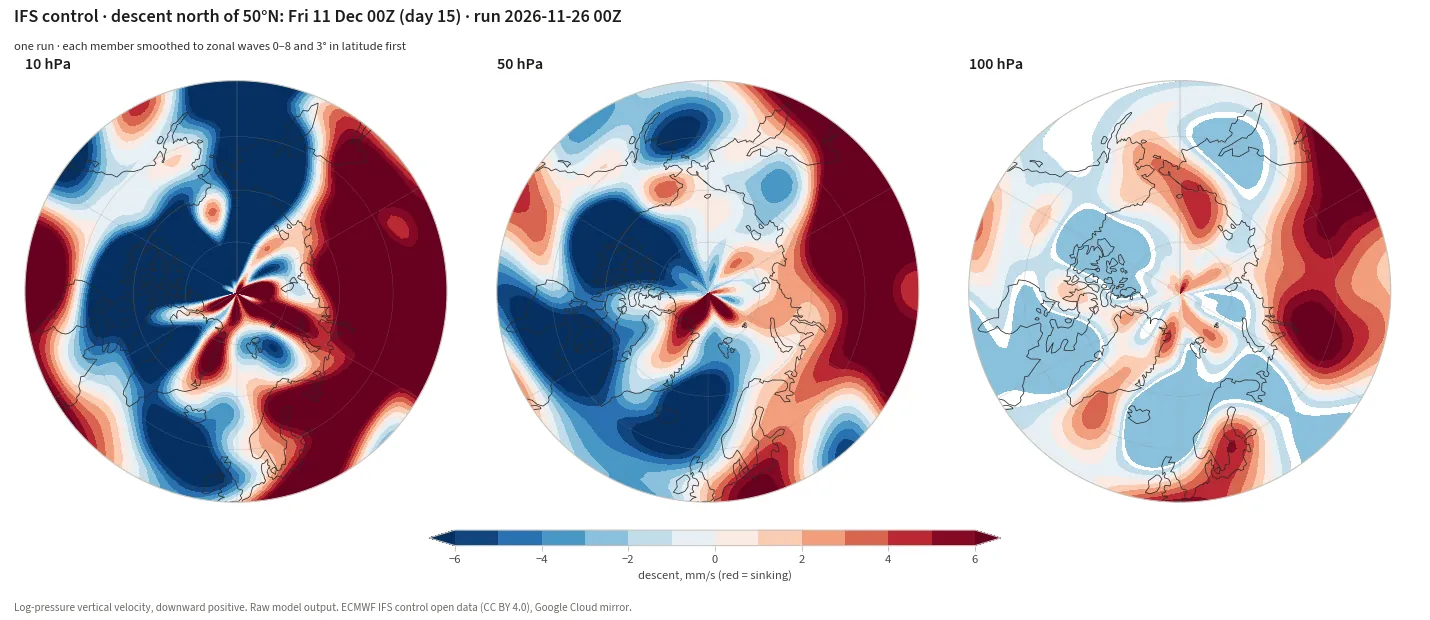 IFS control · descent north of 50°N: Fri 11 Dec 00Z (day 15) · run 2026-11-26 00Z
one run · each member smoothed to zonal waves 0–8 and 3° in latitude first
10 hPa
50 hPa
100 hPa
−6 −4 −2 0 2 4 6
descent, mm/s (red = sinking)
Log-pressure vertical velocity, downward positive. Raw model output. ECMWF IFS control open data (CC BY 4.0), Google Cloud mirror.